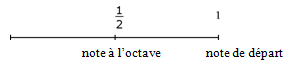 1/2 1
note à l'octave note de départ